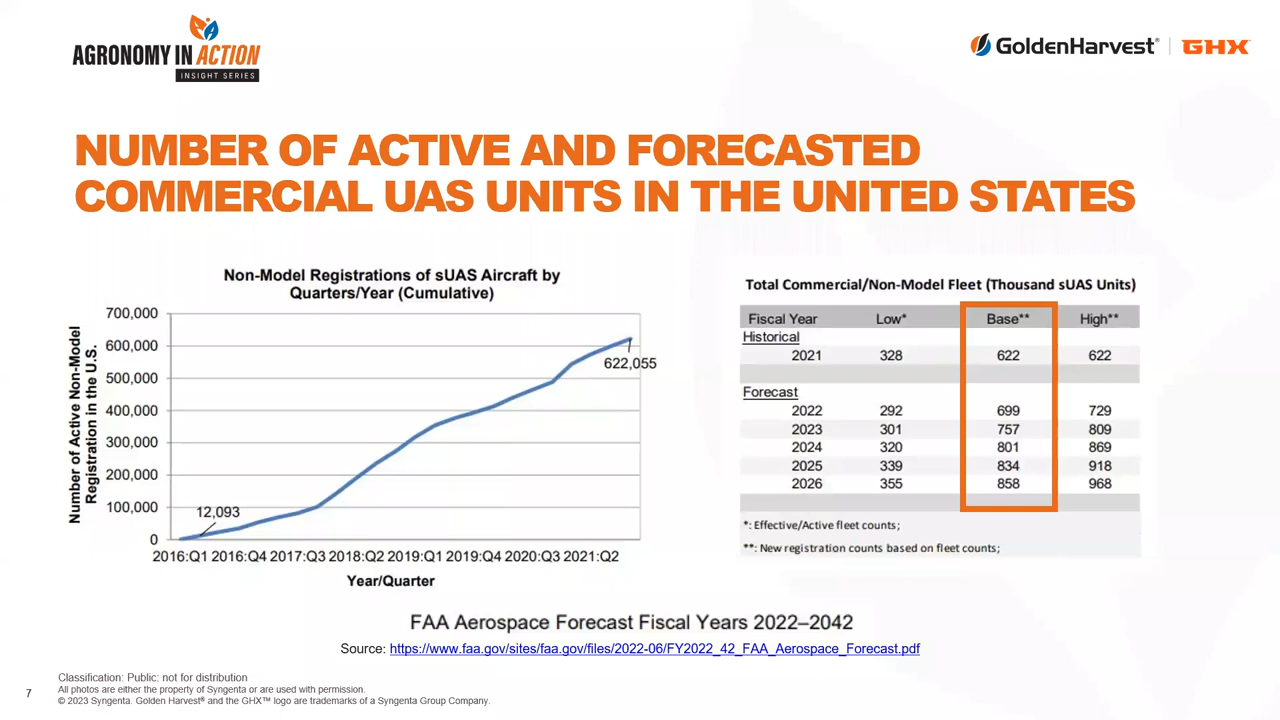 AGRONOMY IN ACTION
INSIGHT SERIES
GoldenHarvest®
GHX
NUMBER OF ACTIVE AND FORECASTED
COMMERCIAL UAS UNITS IN THE UNITED STATES
Non-Model Registrations of sUAS Aircraft by
Quarters/Year (Cumulative)
Number of Active Non-Model
Registration in the U.S.
700,000
600,000
500,000
400,000
300,000
200,000
100,000
0
622,055
12,093
2016:Q1 2016:Q4 2017:Q3 2018:Q2 2019:Q1 2019:Q4 2020:Q3 2021:Q2
Year/Quarter
Total Commercial/Non-Model Fleet (Thousand sUAS Units)
Fiscal Year Low* Base** High**
Historical
2021 328 622 622
Forecast
2022 292 699 729
2023 301 757 809
2024 320 801 869
2025 339 834 918
2026 355 858 968
*: Effective/Active fleet counts;
**: New registration counts based on fleet counts;
FAA Aerospace Forecast Fiscal Years 2022–2042
Source: https://www.faa.gov/sites/faa.gov/files/2022-06/FY2022_42_FAA_Aerospace_Forecast.pdf
7
Classification: Public: not for distribution
All photos are either the property of Syngenta or are used with permission.
© 2023 Syngenta. Golden Harvest® and the GHX™ logo are trademarks of a Syngenta Group Company.